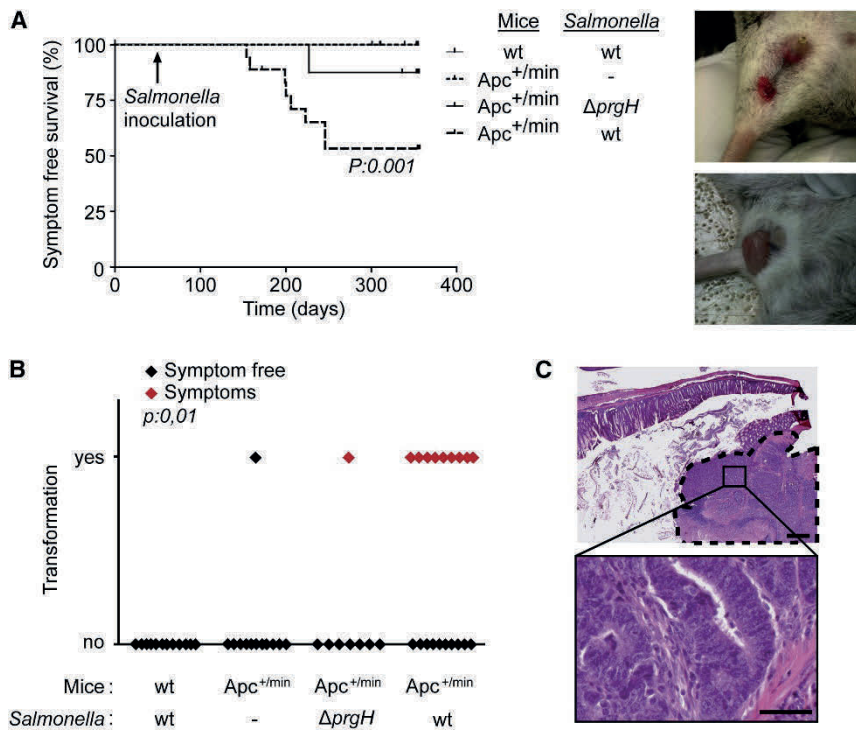 A
Symptom free survival (%)
100
75
50
25
0
Salmonella
inoculation
P:0.001
0 100 200 300 400
Time (days)
Mice Salmonella
wt wt
Apc+/min -
Apc+/min ΔprgH
Apc+/min wt
B
Symptom free
Symptoms
p:0,01
Transformation
yes
no
Mice: wt Apc+/min Apc+/min Apc+/min
Salmonella: wt - ΔprgH wt
C